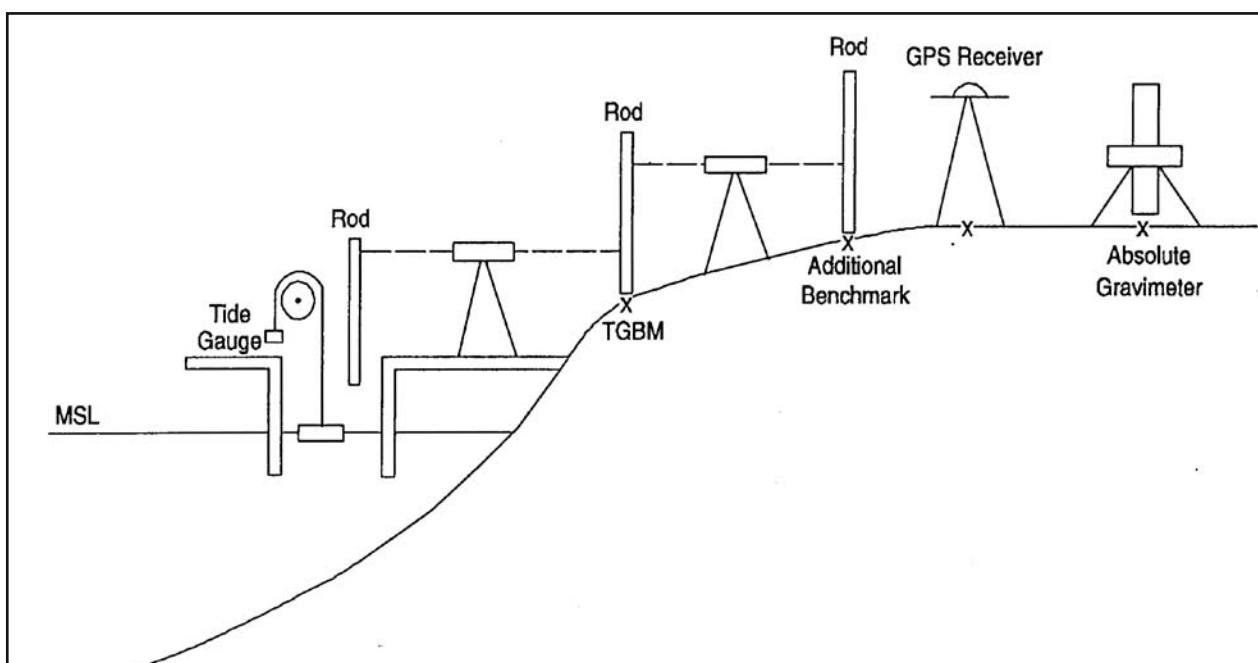 Rod
GPS Receiver
Rod
Rod
Tide
Gauge
TGBM
Additional
Benchmark
Absolute
Gravimeter
MSL